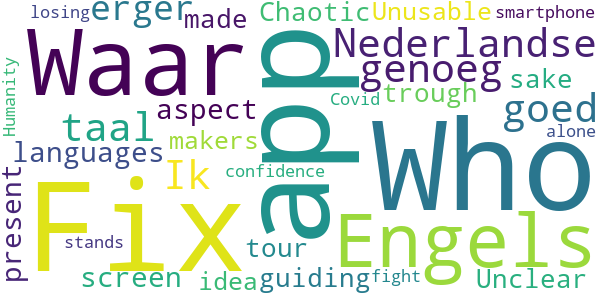 losing erger made Chaotic Unusable smartphone
Waar app Nederlandse
genoeg
Humanity taal aspect Covid trough sake goed
languages makers Who alone
present Ik confidence
Fix Engels
stands tour
screen idea guiding fight Unclear